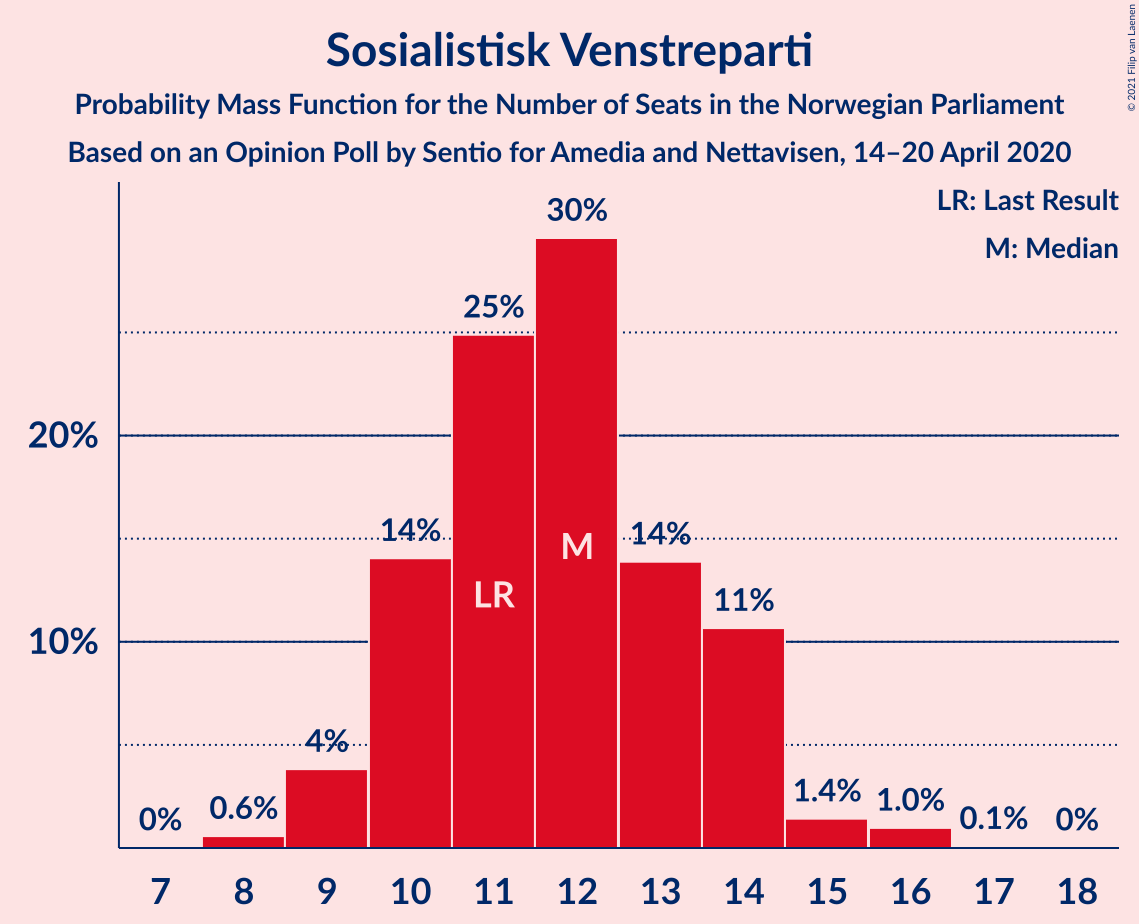 Sosialistisk Venstreparti
Probability Mass Function for the Number of Seats in the Norwegian Parliament
Based on an Opinion Poll by Sentio for Amedia and Nettavisen, 14–20 April 2020
© 2021 Filip van Laenen
LR: Last Result
M: Median
30%
25%
20%
14%
14%
M
LR
11%
10%
4%
0%
0.6%
1.4%
1.0%
0.1%
0%
7 8 9 10 11 12 13 14 15 16 17 18